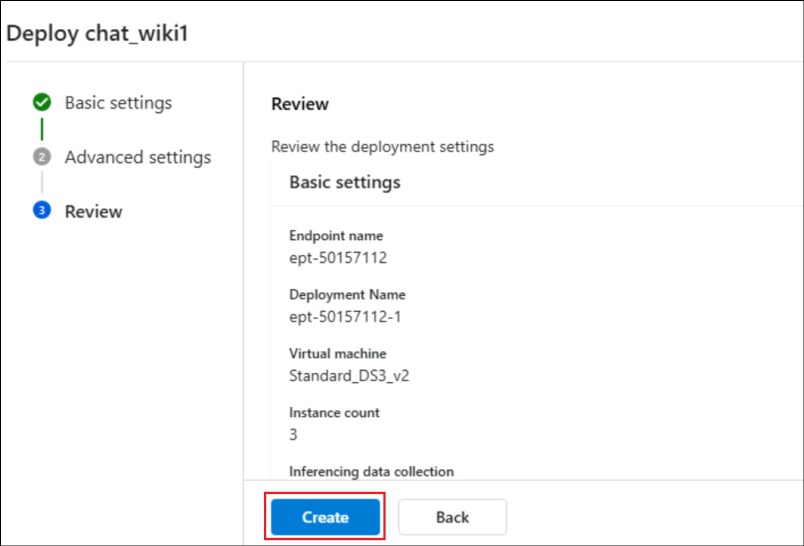 Deploy chat_wiki1
Basic settings
2 Advanced settings
3 Review
Review
Review the deployment settings
Basic settings
Endpoint name
ept-50157112
Deployment Name
ept-50157112-1
Virtual machine
Standard_DS3_v2
Instance count
3
Inferencing data collection
Create
Back